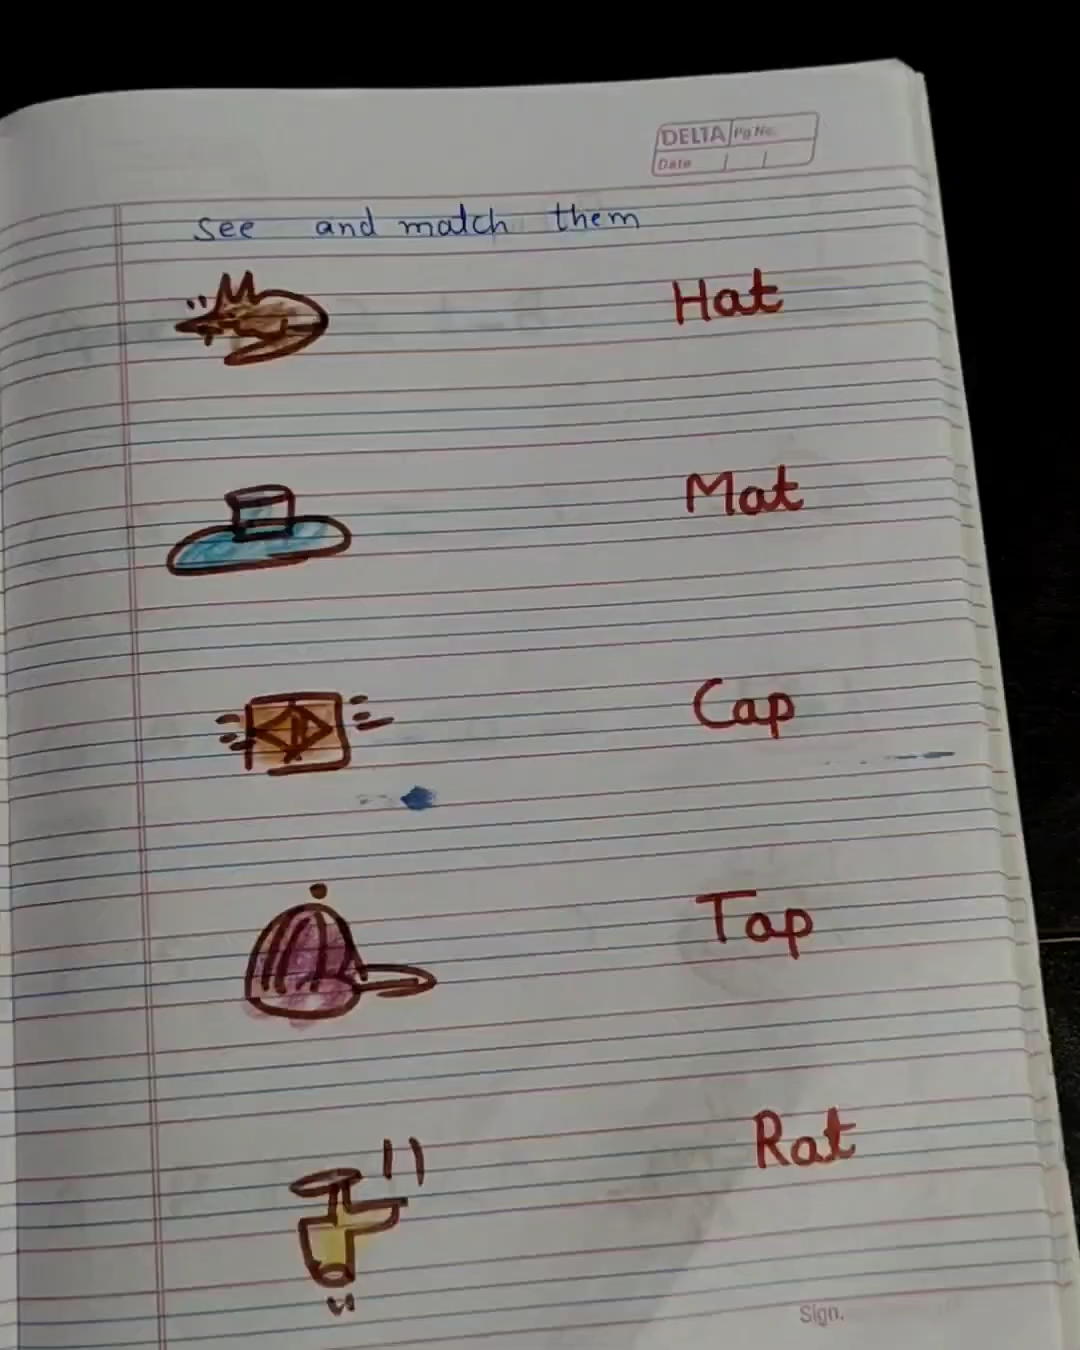 DELTA Pg No.
Date / /
see and match them
Hat
Mat
Cap
Tap
Rat
Sign.